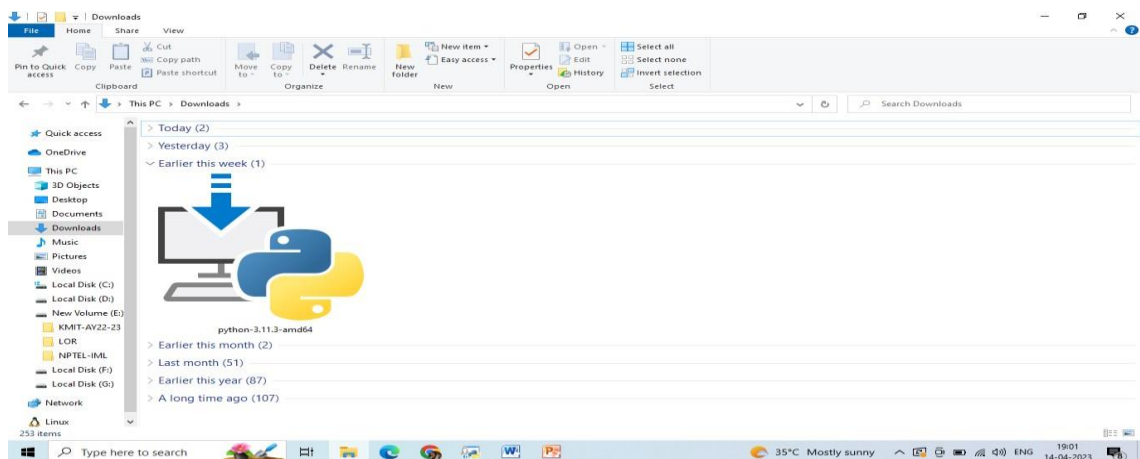 Downloads
File Home Share View
Pin to Quick access
Copy
Paste
Cut
Copy path
Paste shortcut
Clipboard
Move to
Copy to
Delete
Rename
Organize
New folder
New item
Easy access
New
Properties
Open
Edit
History
Open
Select all
Select none
Invert selection
Select
This PC > Downloads >
Search Downloads
Quick access
OneDrive
This PC
3D Objects
Desktop
Documents
Downloads
Music
Pictures
Videos
Local Disk (C:)
Local Disk (D:)
New Volume (E:)
KMIT-AY22-23
LOR
NPTEL-IML
Local Disk (F:)
Local Disk (G:)
Network
Linux
Today (2)
Yesterday (3)
Earlier this week (1)
python-3.11.3-amd64
Earlier this month (2)
Last month (51)
Earlier this year (87)
A long time ago (107)
253 items
Type here to search
35°C Mostly sunny
ENG
19:01
14-04-2023